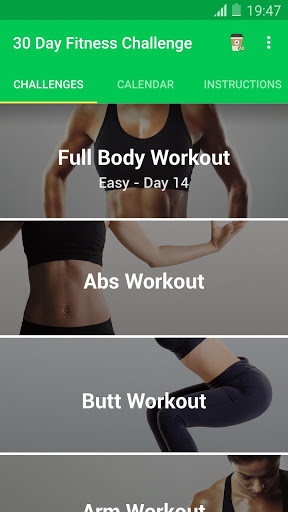 19:47
30 Day Fitness Challenge
CHALLENGES CALENDAR INSTRUCTIONS
Full Body Workout
Easy - Day 14
Abs Workout
Butt Workout
Arm Workout